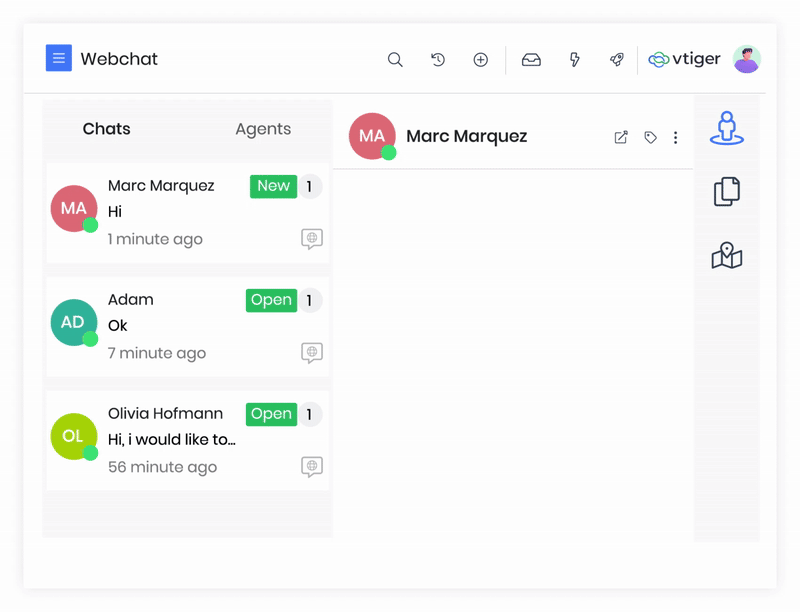 Webchat
vtiger
Chats Agents
MA Marc Marquez
MA Marc Marquez New 1
Hi
1 minute ago
AD Adam Open 1
Ok
7 minute ago
OL Olivia Hofmann Open 1
Hi, i would like to...
56 minute ago